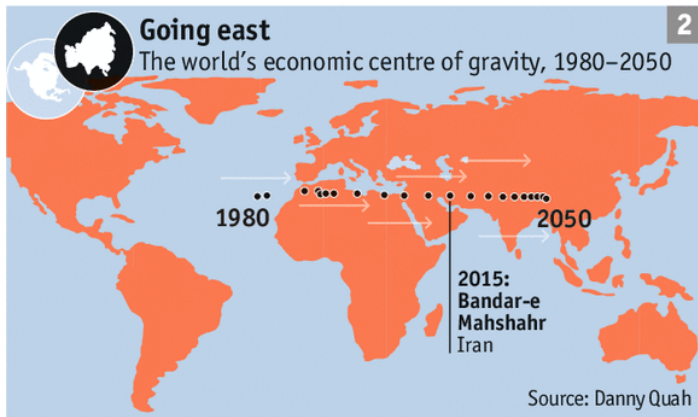 2
Going east
The world's economic centre of gravity, 1980–2050
1980
2050
2015:
Bandar-e
Mahshahr
Iran
Source: Danny Quah